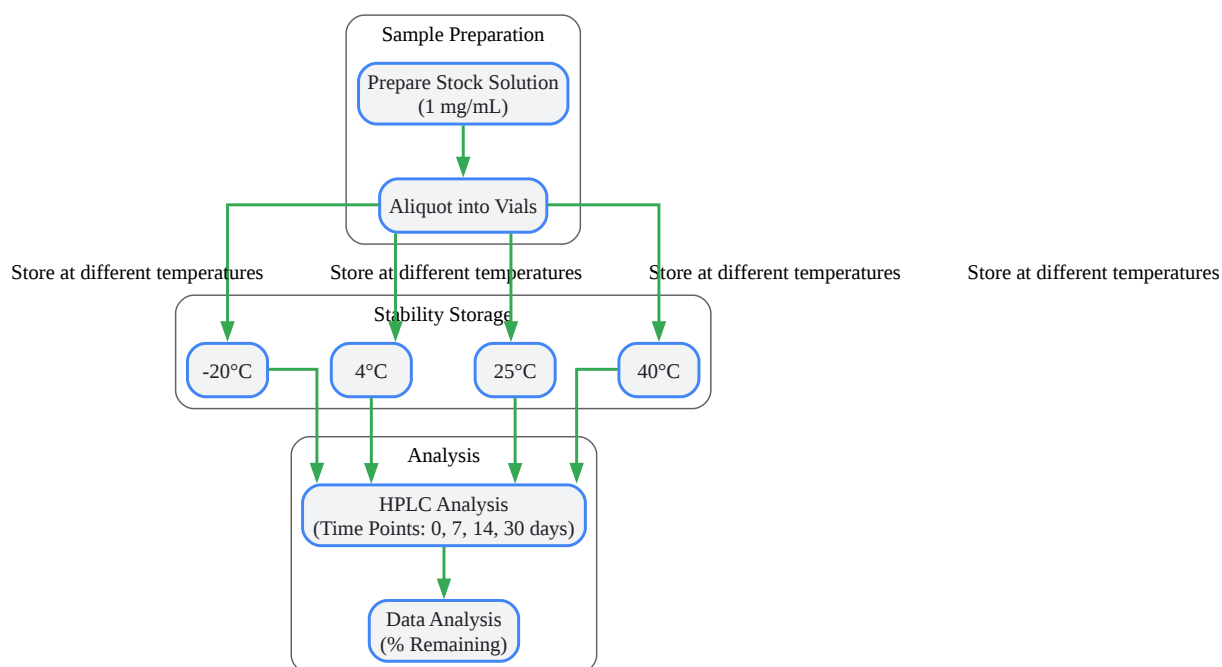 Sample Preparation
Prepare Stock Solution
(1 mg/mL)
Aliquot into Vials
Store at different temperatures
Store at different temperatures
Store at different temperatures
Store at different temperatures
Stability Storage
-20°C
4°C
25°C
40°C
Analysis
HPLC Analysis
(Time Points: 0, 7, 14, 30 days)
Data Analysis
(% Remaining)